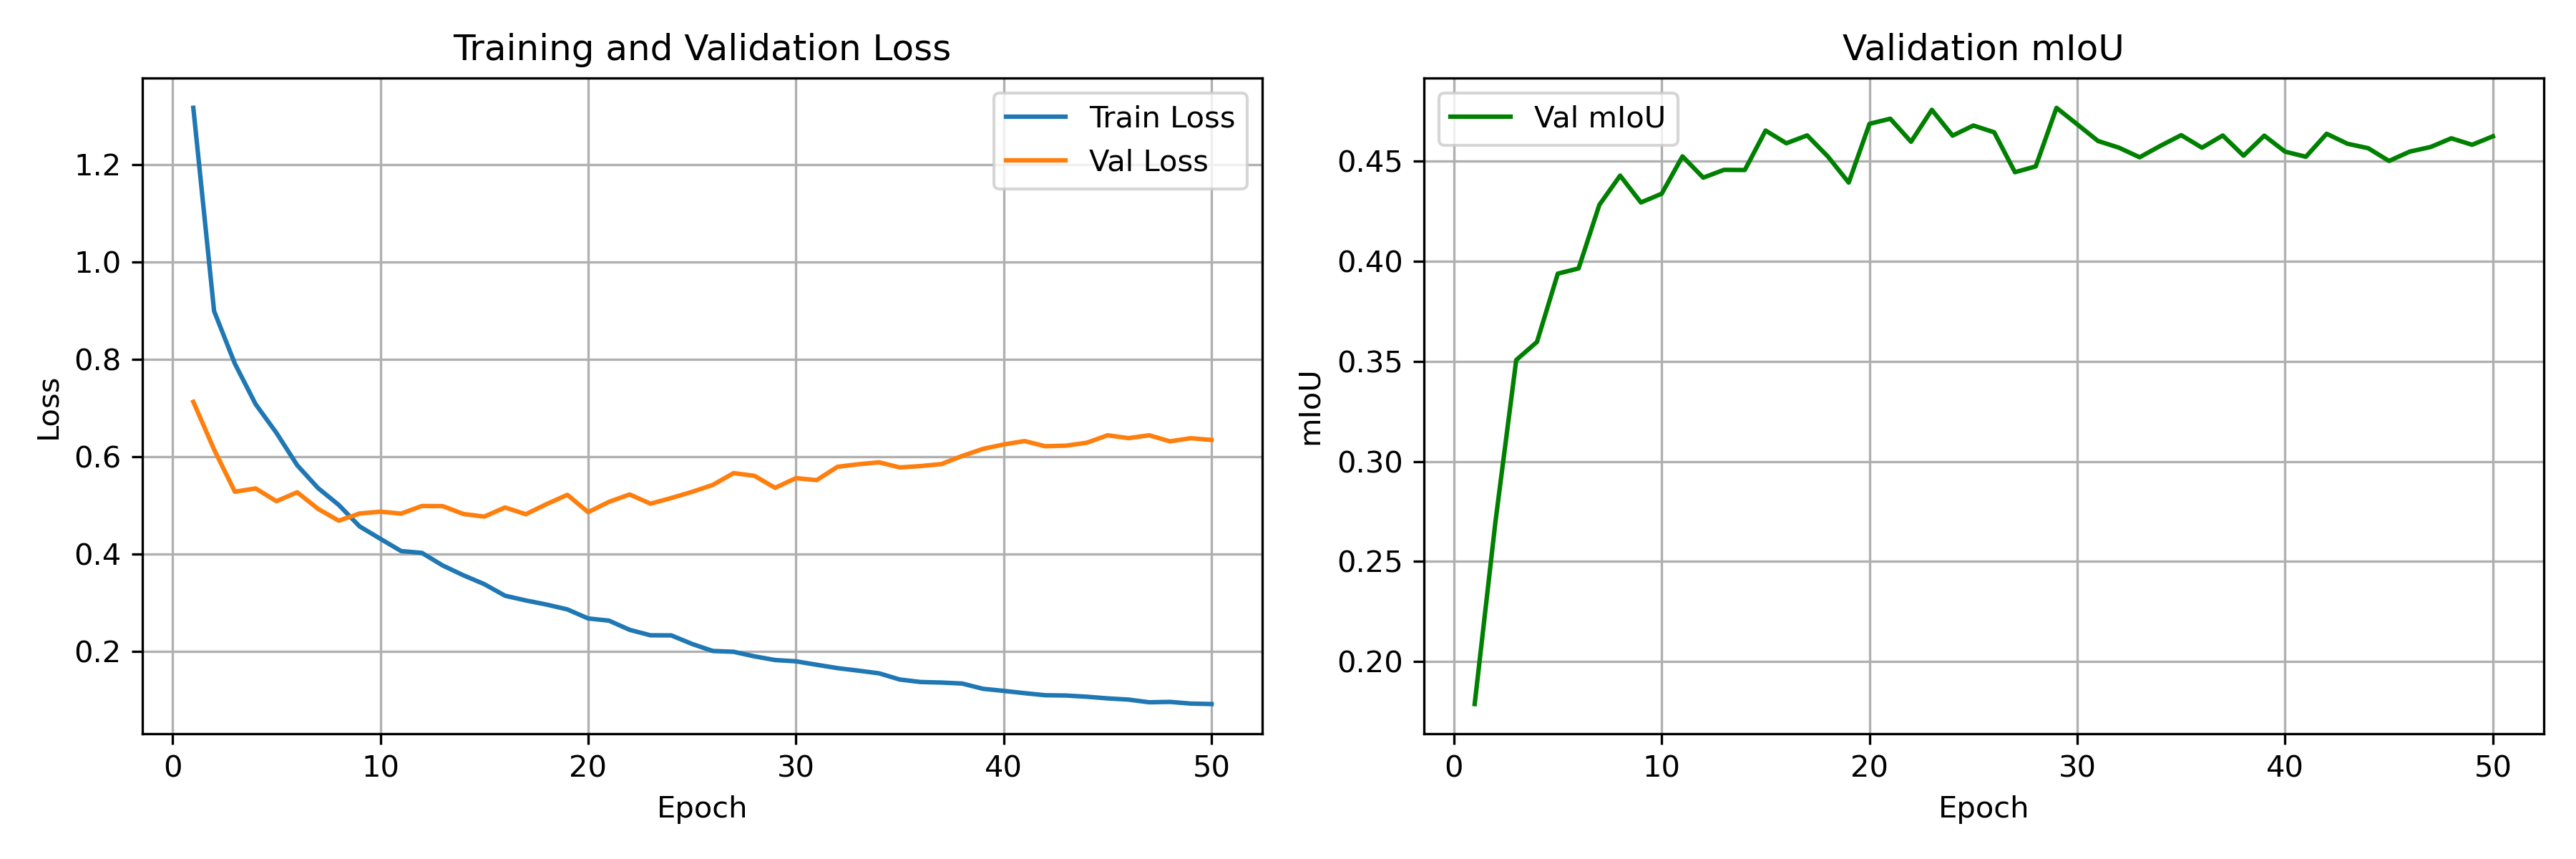 Training and Validation Loss
Train Loss
Val Loss
Loss
1.2
1.0
0.8
0.6
0.4
0.2
0 10 20 30 40 50
Epoch
Validation mIoU
Val mIoU
mIoU
0.45
0.40
0.35
0.30
0.25
0.20
0 10 20 30 40 50
Epoch